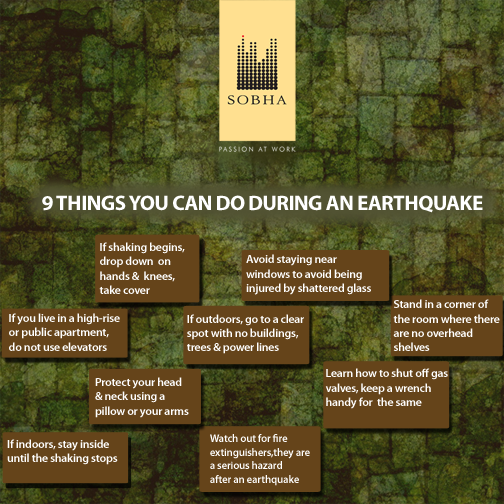 SOBHA
PASSION AT WORK
9 THINGS YOU CAN DO DURING AN EARTHQUAKE
If shaking begins,
drop down on
hands & knees,
take cover
Avoid staying near
windows to avoid being
injured by shattered glass
If you live in a high-rise
or public apartment,
do not use elevators
If outdoors, go to a clear
spot with no buildings,
trees & power lines
Stand in a corner of
the room where there
are no overhead
shelves
Protect your head
& neck using a
pillow or your arms
Learn how to shut off gas
valves, keep a wrench
handy for the same
If indoors, stay inside
until the shaking stops
Watch out for fire
extinguishers,they are
a serious hazard
after an earthquake